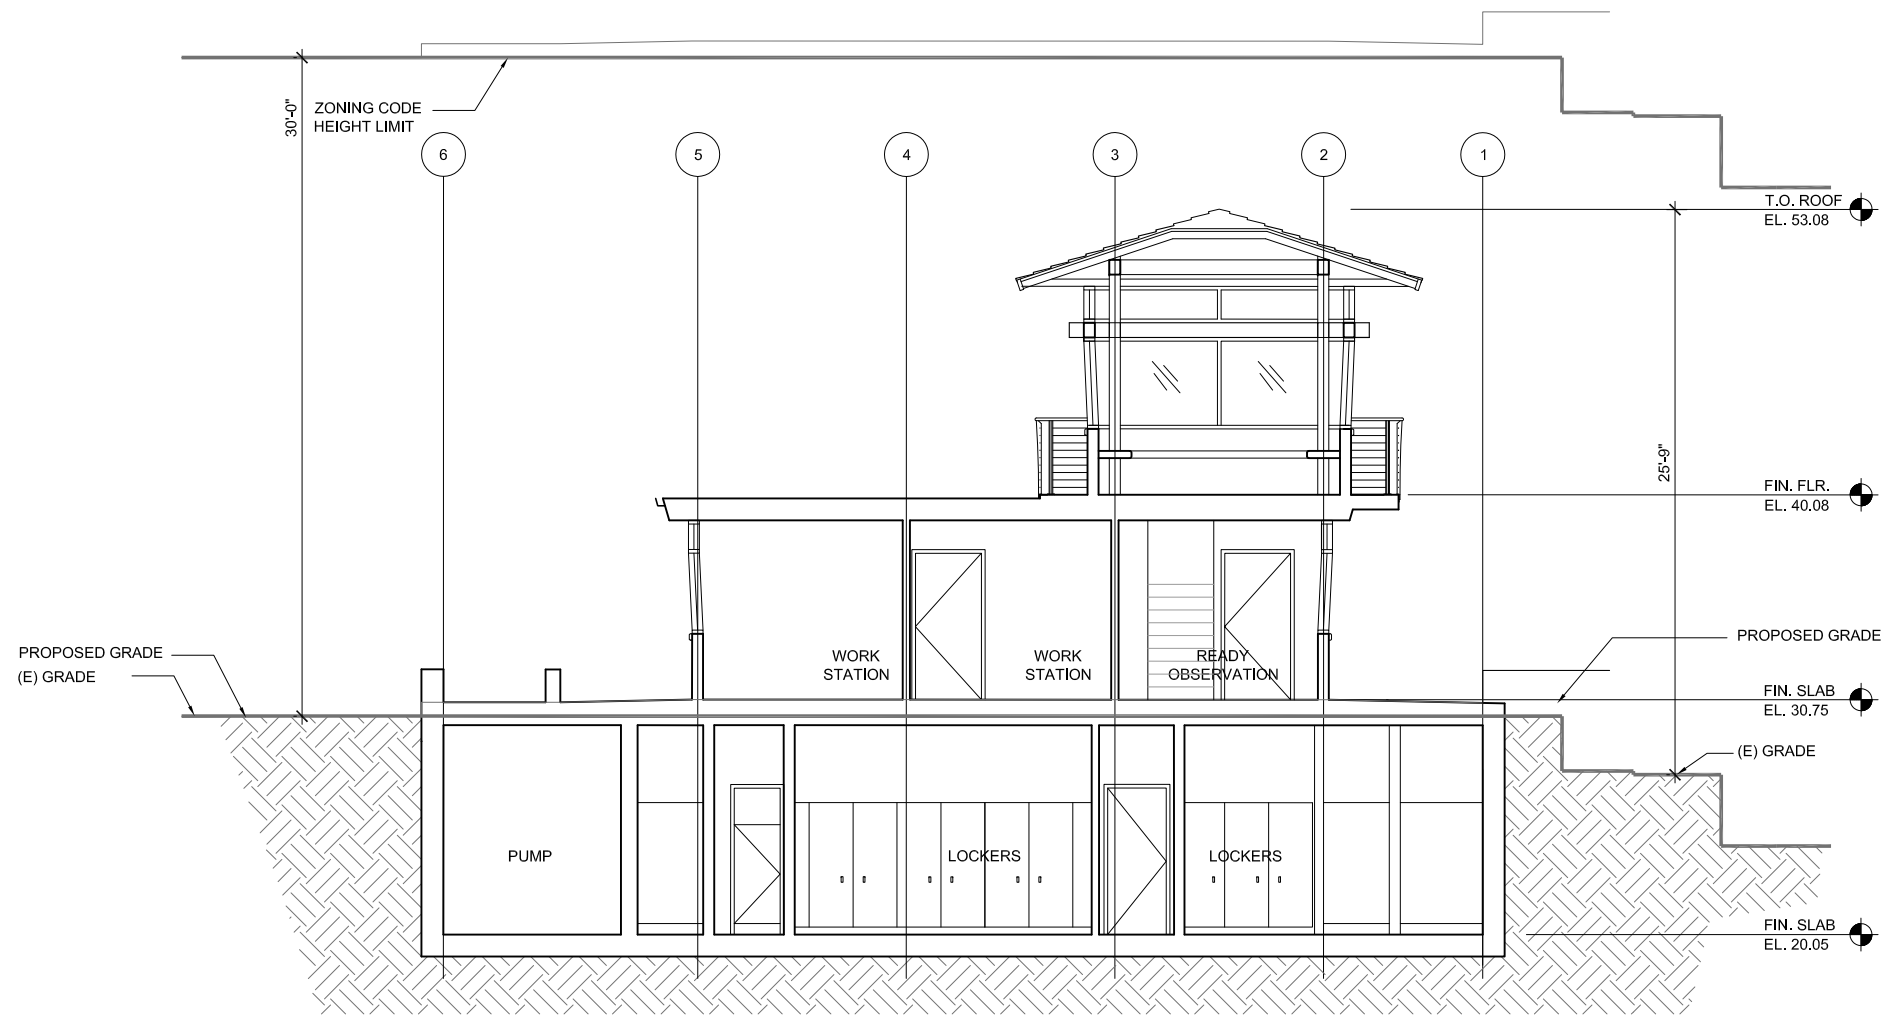 30'-0"
ZONING CODE
HEIGHT LIMIT
6
5
4
3
2
1
T.O. ROOF
EL. 53.08
25'-9"
FIN. FLR.
EL. 40.08
PROPOSED GRADE
(E) GRADE
WORK
STATION
WORK
STATION
READY
OBSERVATION
PROPOSED GRADE
FIN. SLAB
EL. 30.75
(E) GRADE
PUMP
LOCKERS
LOCKERS
FIN. SLAB
EL. 20.05